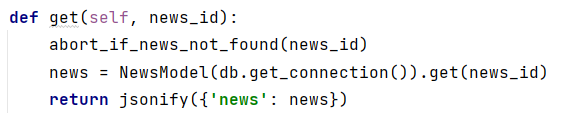 def get(self, news_id):
    abort_if_news_not_found(news_id)
    news = NewsModel(db.get_connection()).get(news_id)
    return jsonify({'news': news})